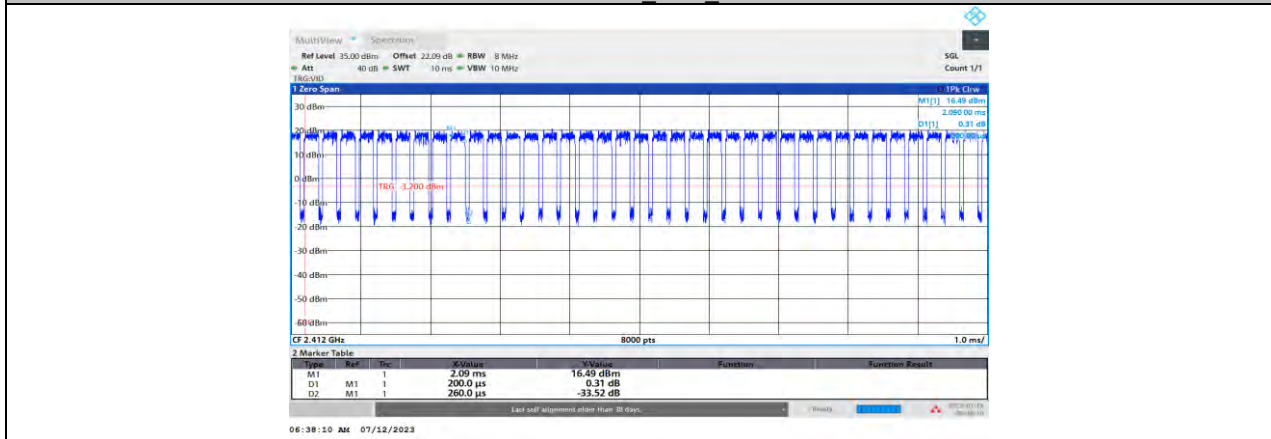 MultiView Spectrum
Ref Level 35.00 dBm Offset 22.09 dB RBW 8 MHz SGL
Att 40 dB SWT 10 ms VBW 10 MHz Count 1/1
TRG:VID
1 Zero Span 1Pk Clrw
M1[1] 16.49 dBm
30 dBm
2.090 00 ms
D1[1] 0.31 dB
20 dBm
M1
10 dBm
0 dBm
TRG -3.200 dBm
-10 dBm
-20 dBm
-30 dBm
-40 dBm
-50 dBm
-60 dBm
CF 2.412 GHz 8000 pts 1.0 ms/
2 Marker Table
Type Ref Trc X-Value Y-Value Function Function Result
M1 1 2.09 ms 16.49 dBm
D1 M1 1 200.0 µs 0.31 dB
D2 M1 1 260.0 µs -33.52 dB
Last self alignment older than 30 days. Ready
06:38:10 AM 07/12/2023